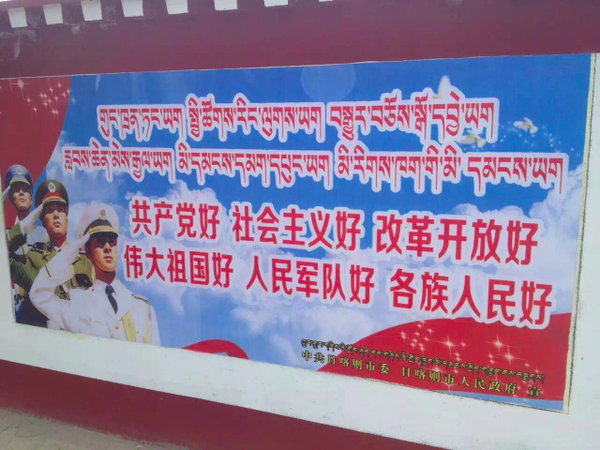 གུང་ཁྲན་ཏང་ཡག སྤྱི་ཚོགས་རིང་ལུགས་ཡག བསྒྱུར་བཅོས་སྒོ་དབྱེ་ཡག
རླབས་ཆེན་མེས་རྒྱལ་ཡག མི་དམངས་དམག་དཔུང་ཡག མི་རིགས་ཁག་གི་མི་ དམངས་ཡག
共产党好 社会主义好 改革开放好
伟大祖国好 人民军队好 各族人民好
中共日喀则市委 日喀则市人民政府 宣